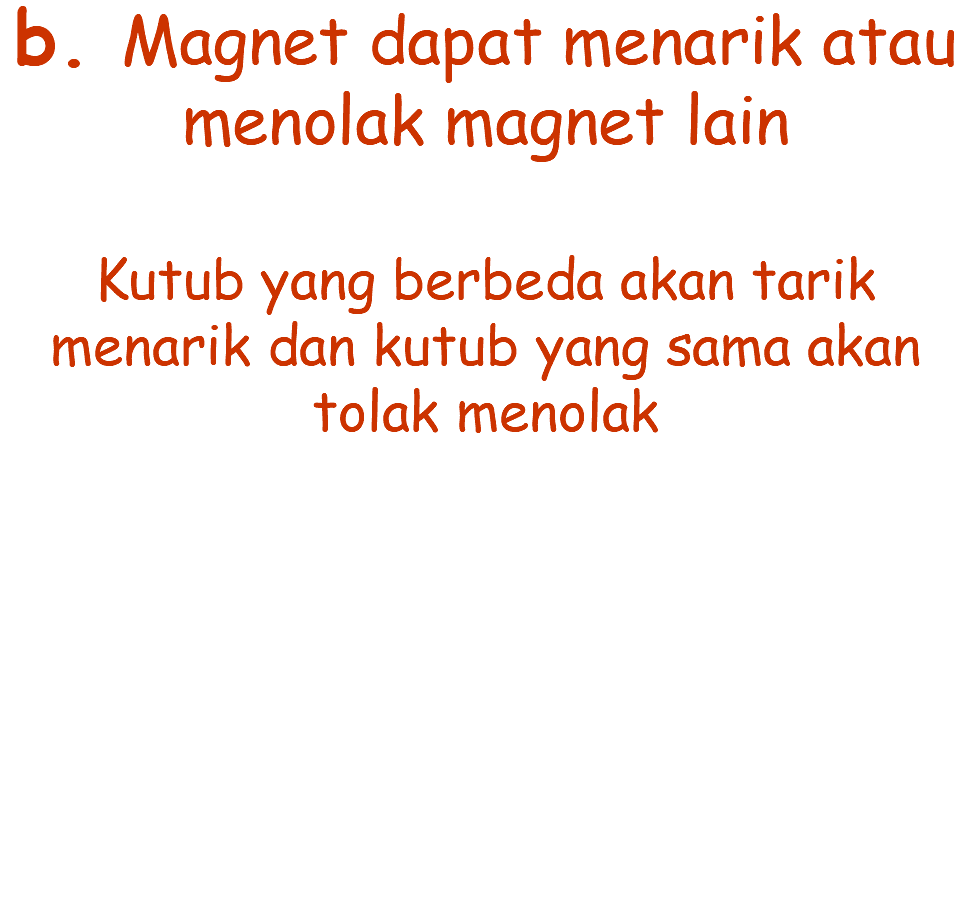 b. Magnet dapat menarik atau
menolak magnet lain
Kutub yang berbeda akan tarik
menarik dan kutub yang sama akan
tolak menolak